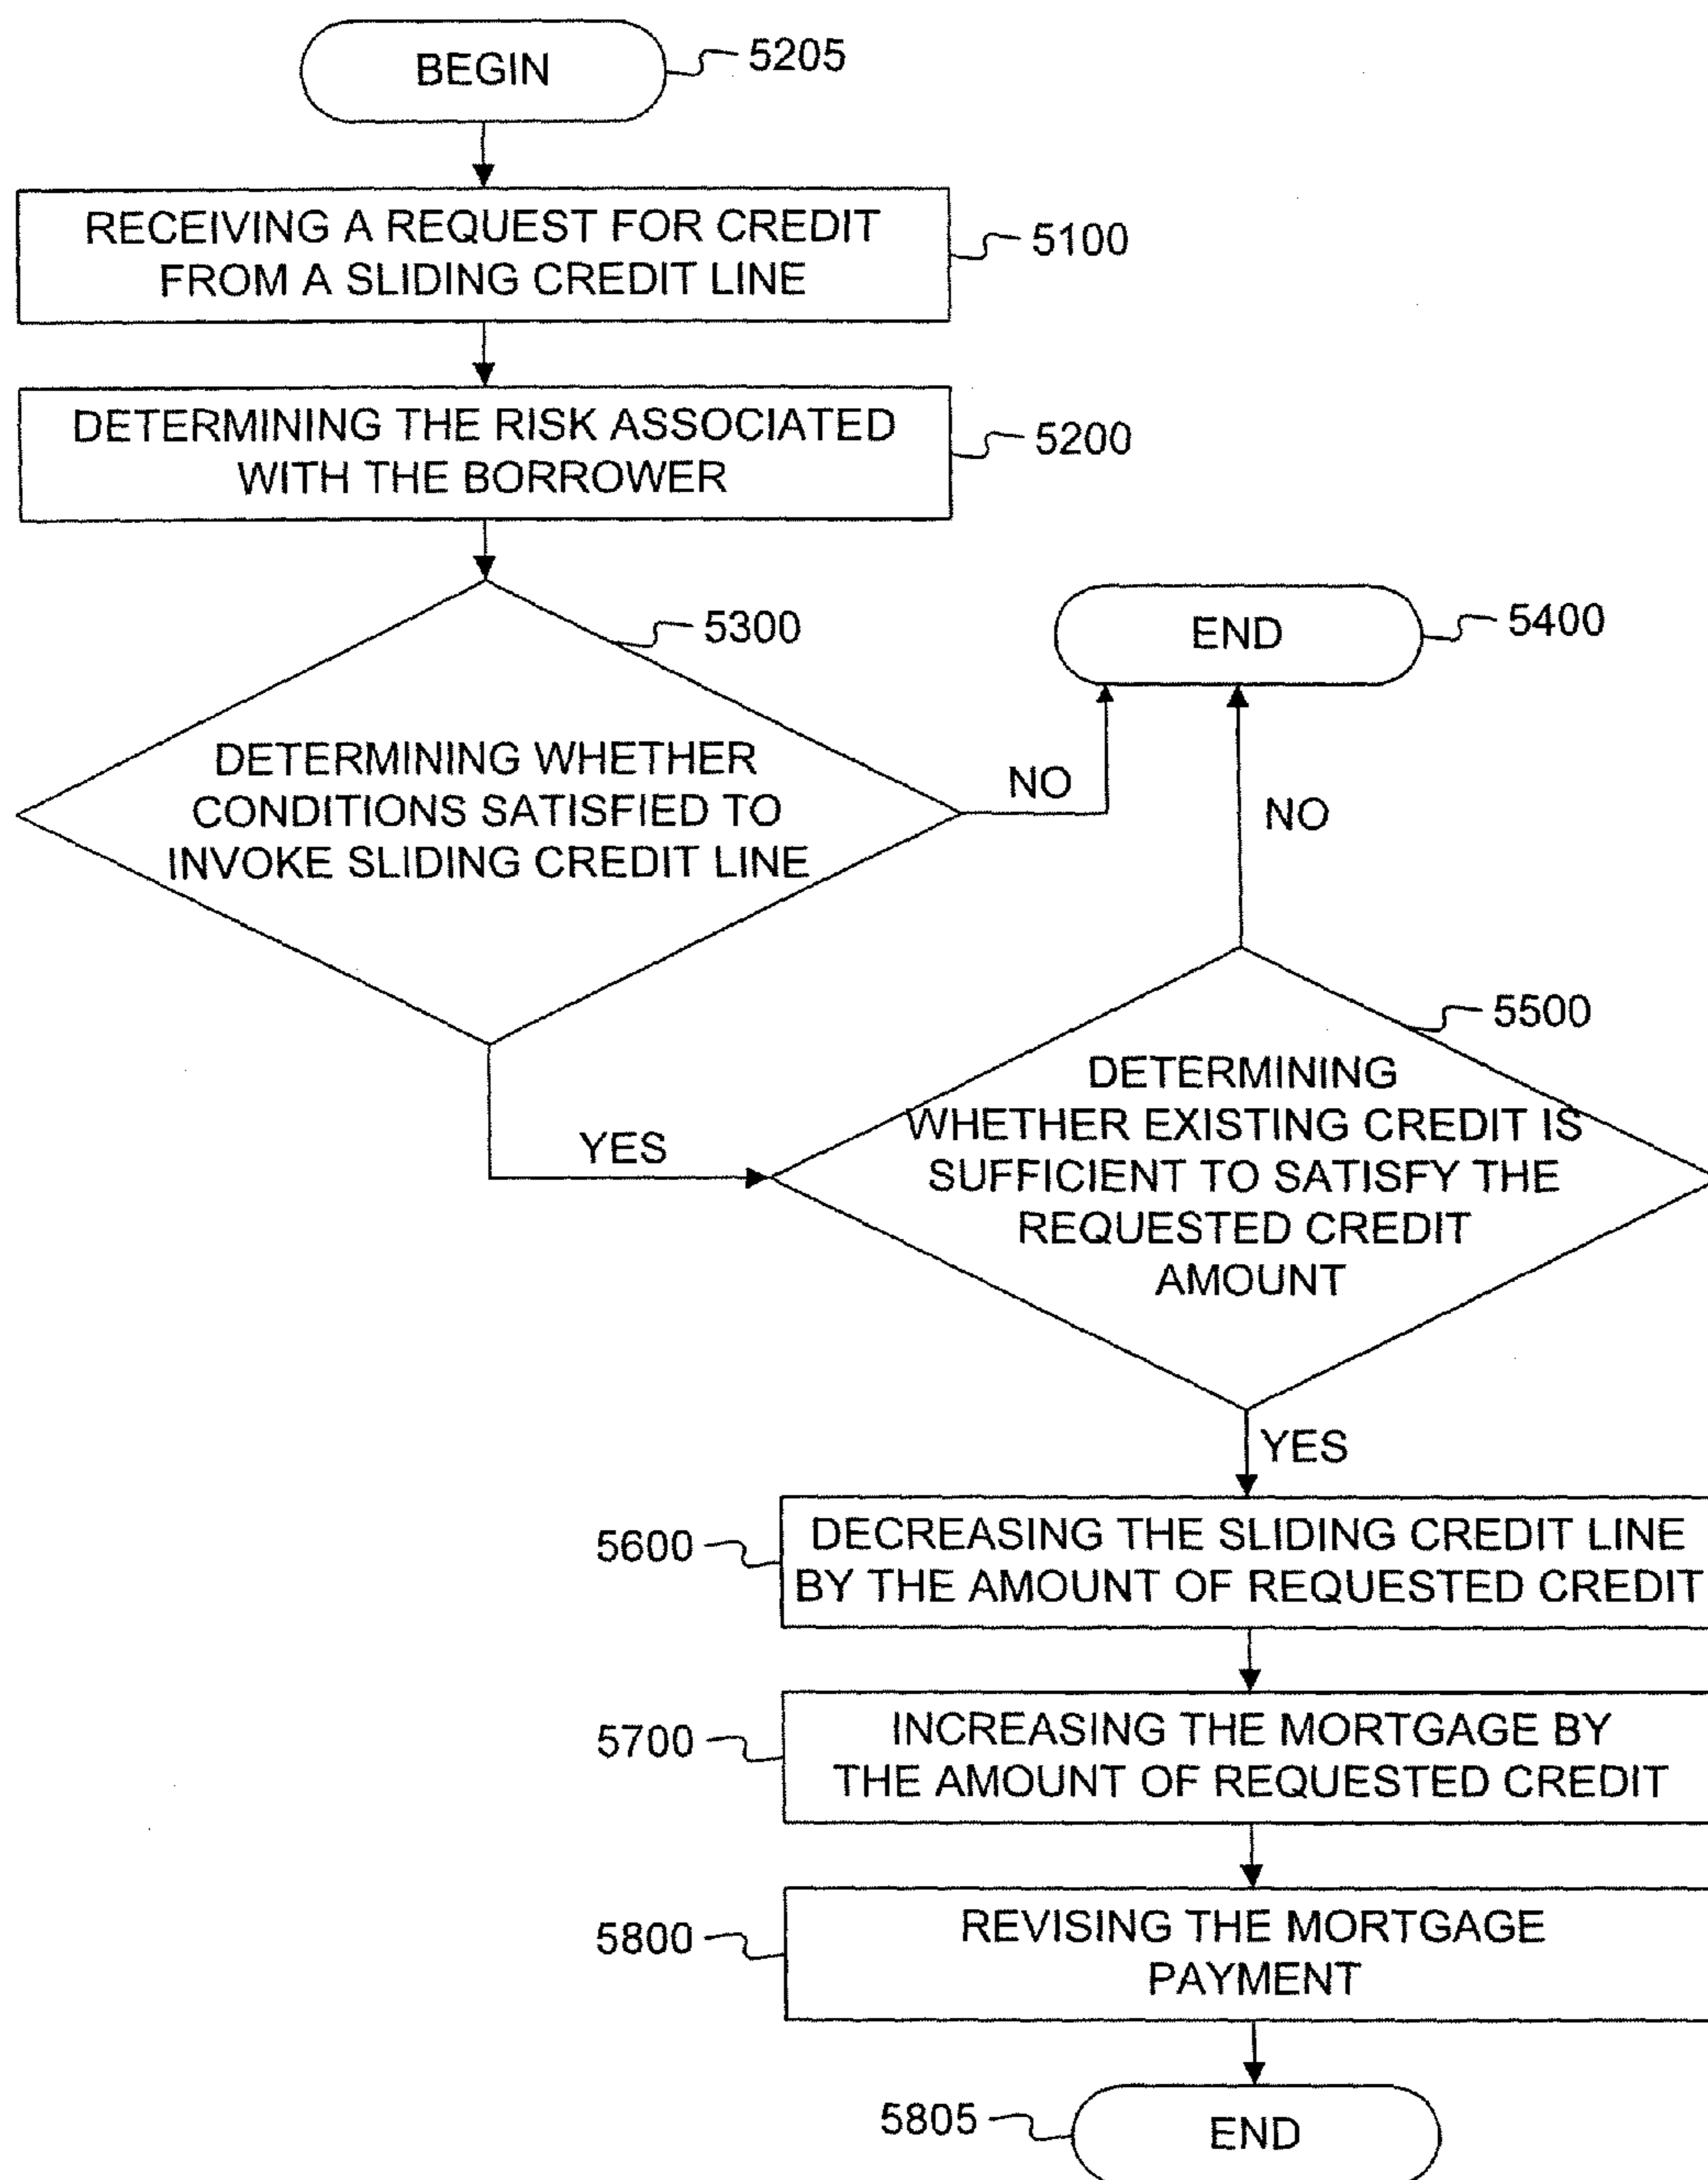 BEGIN
5205
RECEIVING A REQUEST FOR CREDIT
FROM A SLIDING CREDIT LINE
5100
DETERMINING THE RISK ASSOCIATED
WITH THE BORROWER
5200
5300
DETERMINING WHETHER
CONDITIONS SATISFIED TO
INVOKE SLIDING CREDIT LINE
NO
END
5400
NO
YES
5500
DETERMINING
WHETHER EXISTING CREDIT IS
SUFFICIENT TO SATISFY THE
REQUESTED CREDIT
AMOUNT
YES
5600
DECREASING THE SLIDING CREDIT LINE
BY THE AMOUNT OF REQUESTED CREDIT
5700
INCREASING THE MORTGAGE BY
THE AMOUNT OF REQUESTED CREDIT
5800
REVISING THE MORTGAGE
PAYMENT
5805
END